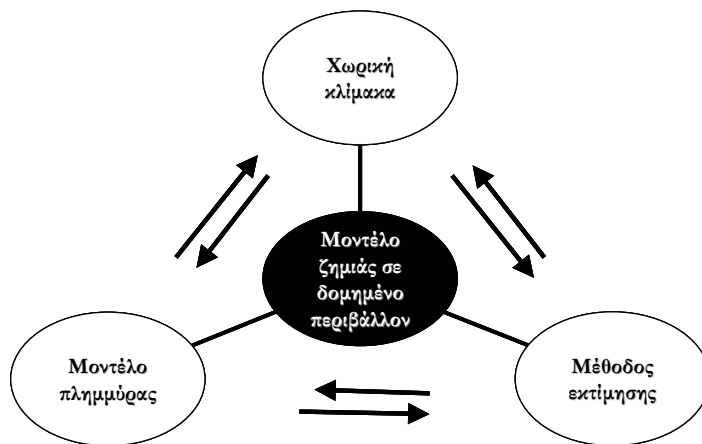 Χωρική
κλίμακα
Μοντέλο
ζημιάς σε
δομημένο
περιβάλλον
Μοντέλο
πλημμύρας
Μέθοδος
εκτίμησης